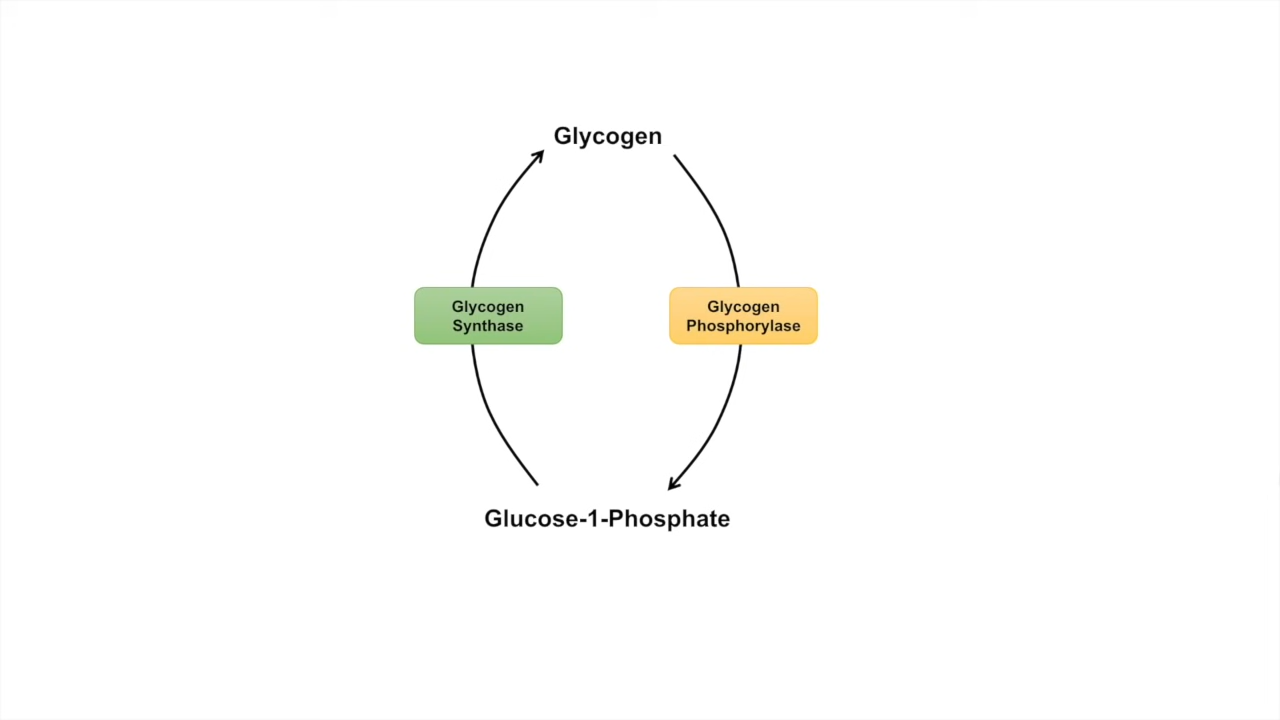 Glycogen
Glycogen
Synthase
Glycogen
Phosphorylase
Glucose-1-Phosphate